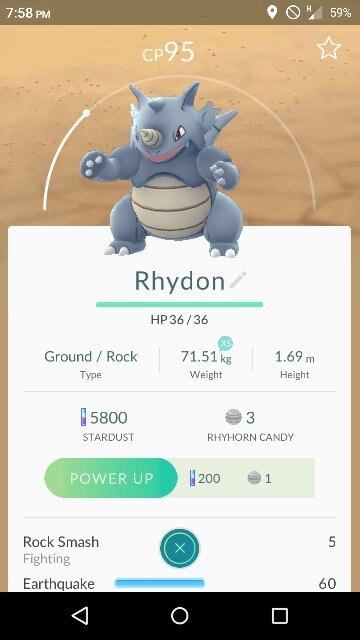 7:58 PM H 59%
CP95
Rhydon
HP 36 / 36
XS
Ground / Rock 71.51 kg 1.69 m
Type Weight Height
5800 3
STARDUST RHYHORN CANDY
POWER UP 200 1
Rock Smash 5
Fighting
Earthquake 60